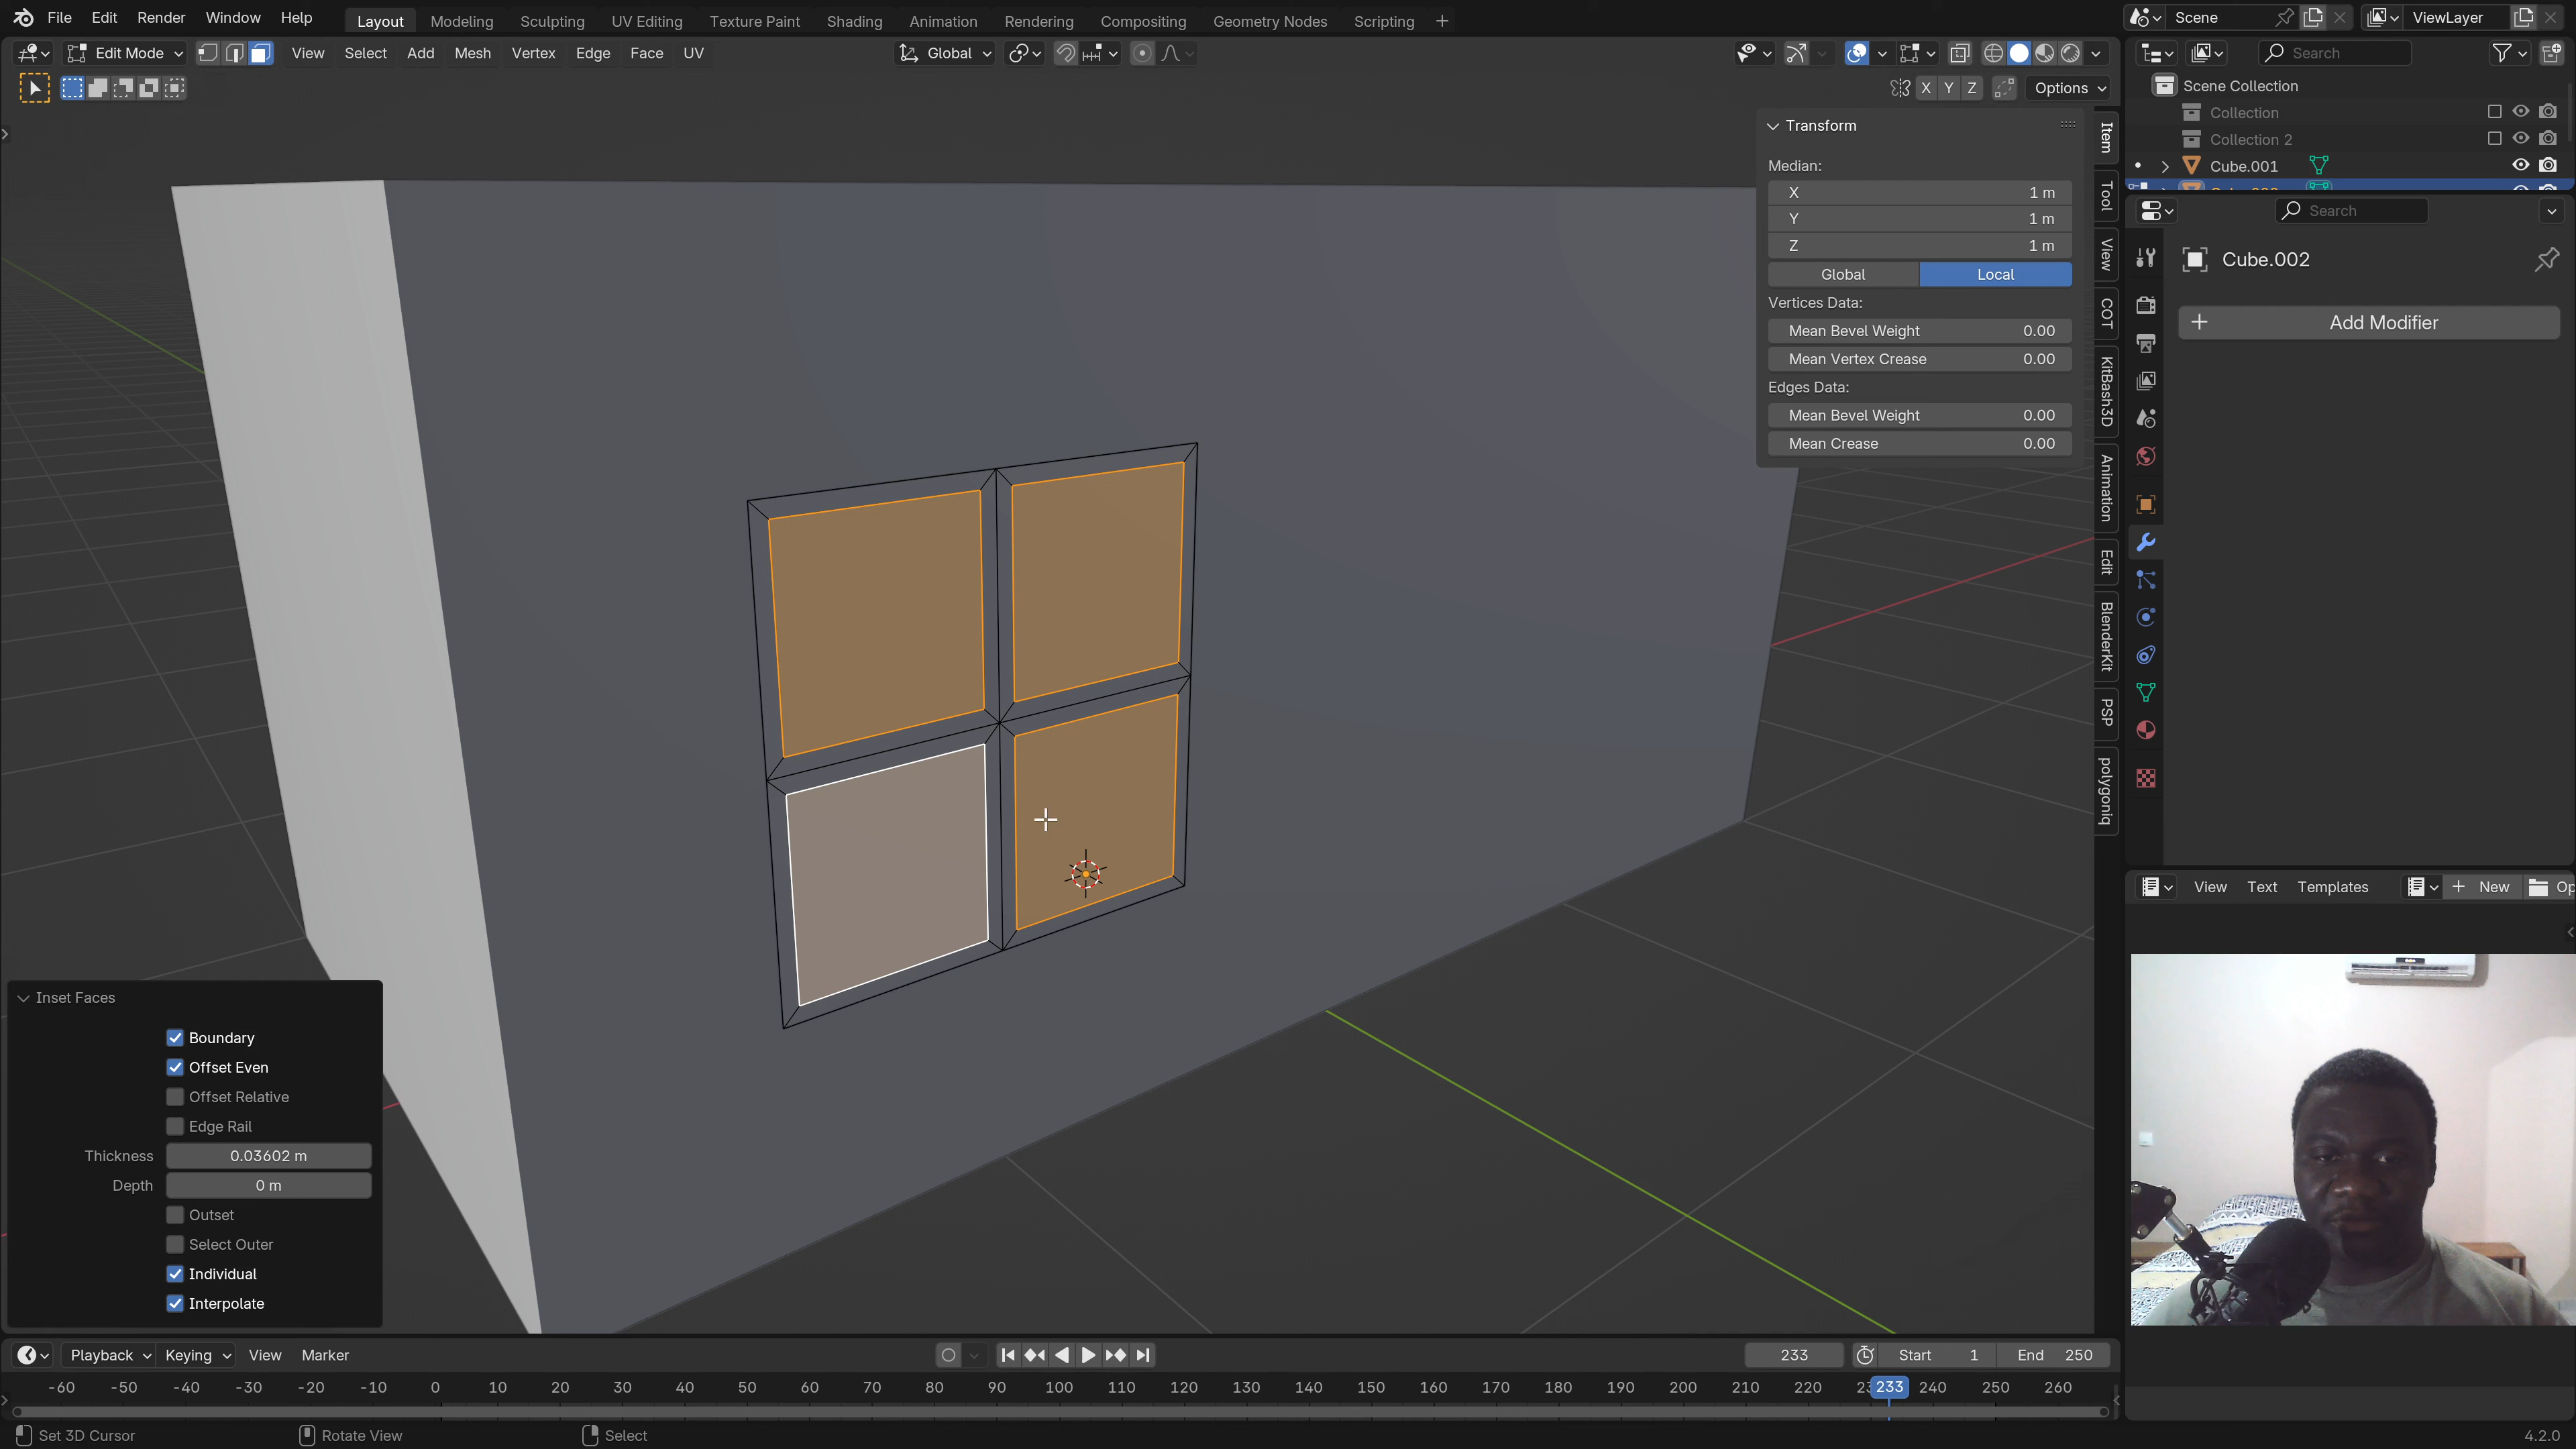 File Edit Render Window Help Layout Modeling Sculpting UV Editing Texture Paint Shading Animation Rendering Compositing Geometry Nodes Scripting Scene ViewLayer
Edit Mode View Select Add Mesh Vertex Edge Face UV Global Search
X Y Z Options
Scene Collection
Collection
Collection 2
Cube.001
Search
Cube.002
Add Modifier
Transform
Median:
X 1 m
Y 1 m
Z 1 m
Global Local
Vertices Data:
Mean Bevel Weight 0.00
Mean Vertex Crease 0.00
Edges Data:
Mean Bevel Weight 0.00
Mean Crease 0.00
Item
Tool
View
COT
KitBash3D
Animation
Edit
BlenderKit
PSP
polygoniq
View Text Templates New Op
Inset Faces
Boundary
Offset Even
Offset Relative
Edge Rail
Thickness 0.03602 m
Depth 0 m
Outset
Select Outer
Individual
Interpolate
Playback Keying View Marker 233 Start 1 End 250
-60 -50 -40 -30 -20 -10 0 10 20 30 40 50 60 70 80 90 100 110 120 130 140 150 160 170 180 190 200 210 220 233 240 250 260
Set 3D Cursor Rotate View Select 4.2.0